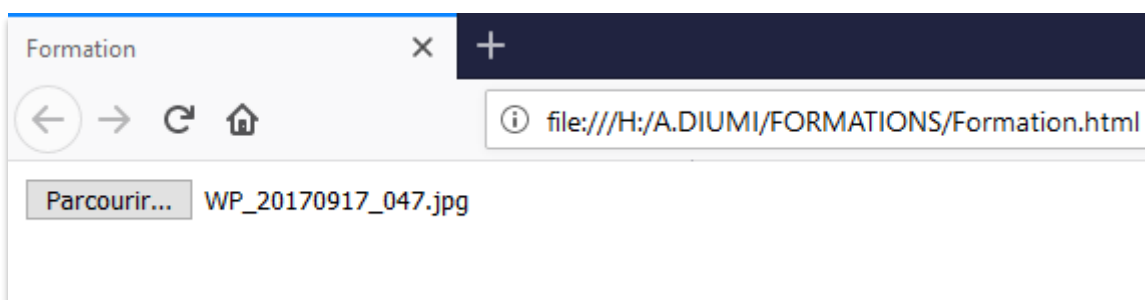 Formation
file:///H:/A.DIUMI/FORMATIONS/Formation.html
Parcourir... WP_20170917_047.jpg